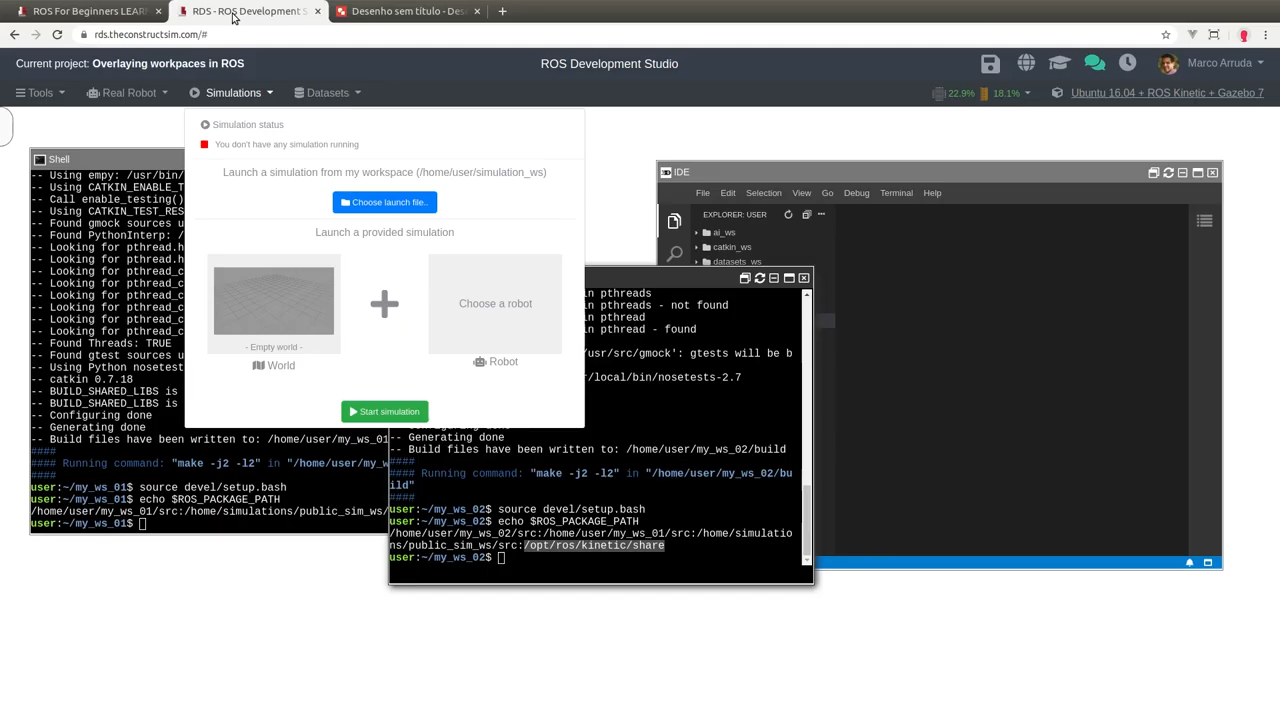 ROS For Beginners LEARN
RDS - ROS Development S
Desenho sem título - Dese
rds.theconstructsim.com/#
Current project: Overlaying workpaces in ROS
ROS Development Studio
Marco Arruda
Tools
Real Robot
Simulations
Datasets
22.9%
18.1%
Ubuntu 16.04 + ROS Kinetic + Gazebo 7
Simulation status
You don't have any simulation running
Launch a simulation from my workspace (/home/user/simulation_ws)
Choose launch file..
Launch a provided simulation
- Empty world -
World
Choose a robot
Robot
Start simulation
Shell
-- Using empy: /usr/bin/
-- Using CATKIN_ENABLE_T
-- Call enable_testing()
-- Using CATKIN_TEST_RES
-- Found gmock sources u
-- Found PythonInterp: /
-- Looking for pthread.h
-- Looking for pthread.h
-- Looking for pthread_c
-- Looking for pthread_c
-- Looking for pthread_c
-- Looking for pthread_c
-- Looking for pthread_c
-- Looking for pthread_c
-- Found Threads: TRUE
-- Found gtest sources u
-- Using Python nosetest
-- catkin 0.7.18
-- BUILD_SHARED_LIBS is
-- BUILD_SHARED_LIBS is
-- Configuring done
-- Generating done
-- Build files have been written to: /home/user/my_ws_01
####
#### Running command: "make -j2 -l2" in "/home/user/my_w
####
user:~/my_ws_01$ source devel/setup.bash
user:~/my_ws_01$ echo $ROS_PACKAGE_PATH
/home/user/my_ws_01/src:/home/simulations/public_sim_ws/
user:~/my_ws_01$
in pthreads
in pthreads - not found
in pthread
in pthread - found
/usr/src/gmock': gtests will be b
r/local/bin/nosetests-2.7
-- Generating done
-- Build files have been written to: /home/user/my_ws_02/build
####
#### Running command: "make -j2 -l2" in "/home/user/my_ws_02/bu
ild"
####
user:~/my_ws_02$ source devel/setup.bash
user:~/my_ws_02$ echo $ROS_PACKAGE_PATH
/home/user/my_ws_02/src:/home/user/my_ws_01/src:/home/simulatio
ns/public_sim_ws/src:/opt/ros/kinetic/share
user:~/my_ws_02$
IDE
File Edit Selection View Go Debug Terminal Help
EXPLORER: USER
ai_ws
catkin_ws
datasets_ws